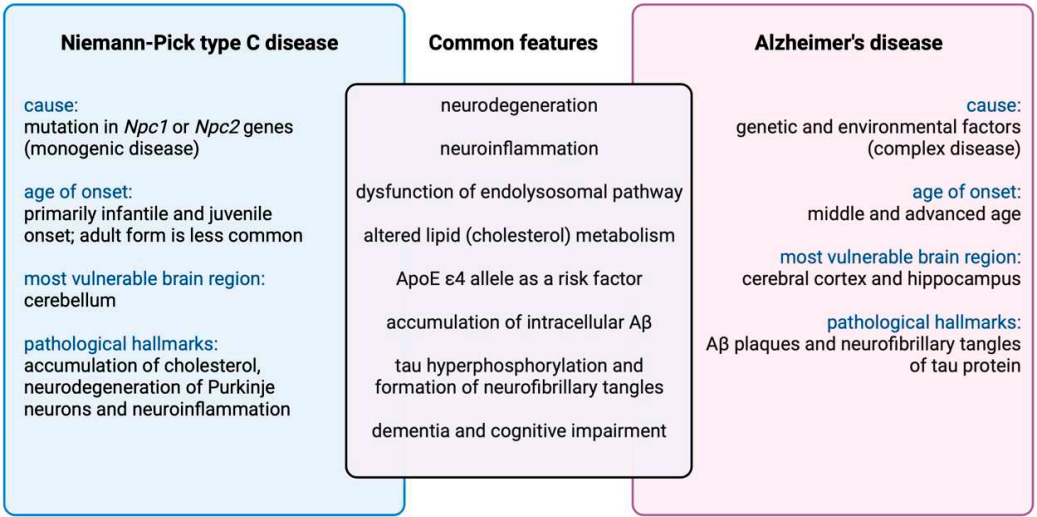 Niemann-Pick type C disease
cause:
mutation in Npc1 or Npc2 genes
(monogenic disease)
age of onset:
primarily infantile and juvenile
onset; adult form is less common
most vulnerable brain region:
cerebellum
pathological hallmarks:
accumulation of cholesterol,
neurodegeneration of Purkinje
neurons and neuroinflammation
Common features
neurodegeneration
neuroinflammation
dysfunction of endolysosomal pathway
altered lipid (cholesterol) metabolism
ApoE ε4 allele as a risk factor
accumulation of intracellular Aβ
tau hyperphosphorylation and
formation of neurofibrillary tangles
dementia and cognitive impairment
Alzheimer's disease
cause:
genetic and environmental factors
(complex disease)
age of onset:
middle and advanced age
most vulnerable brain region:
cerebral cortex and hippocampus
pathological hallmarks:
Aβ plaques and neurofibrillary tangles
of tau protein